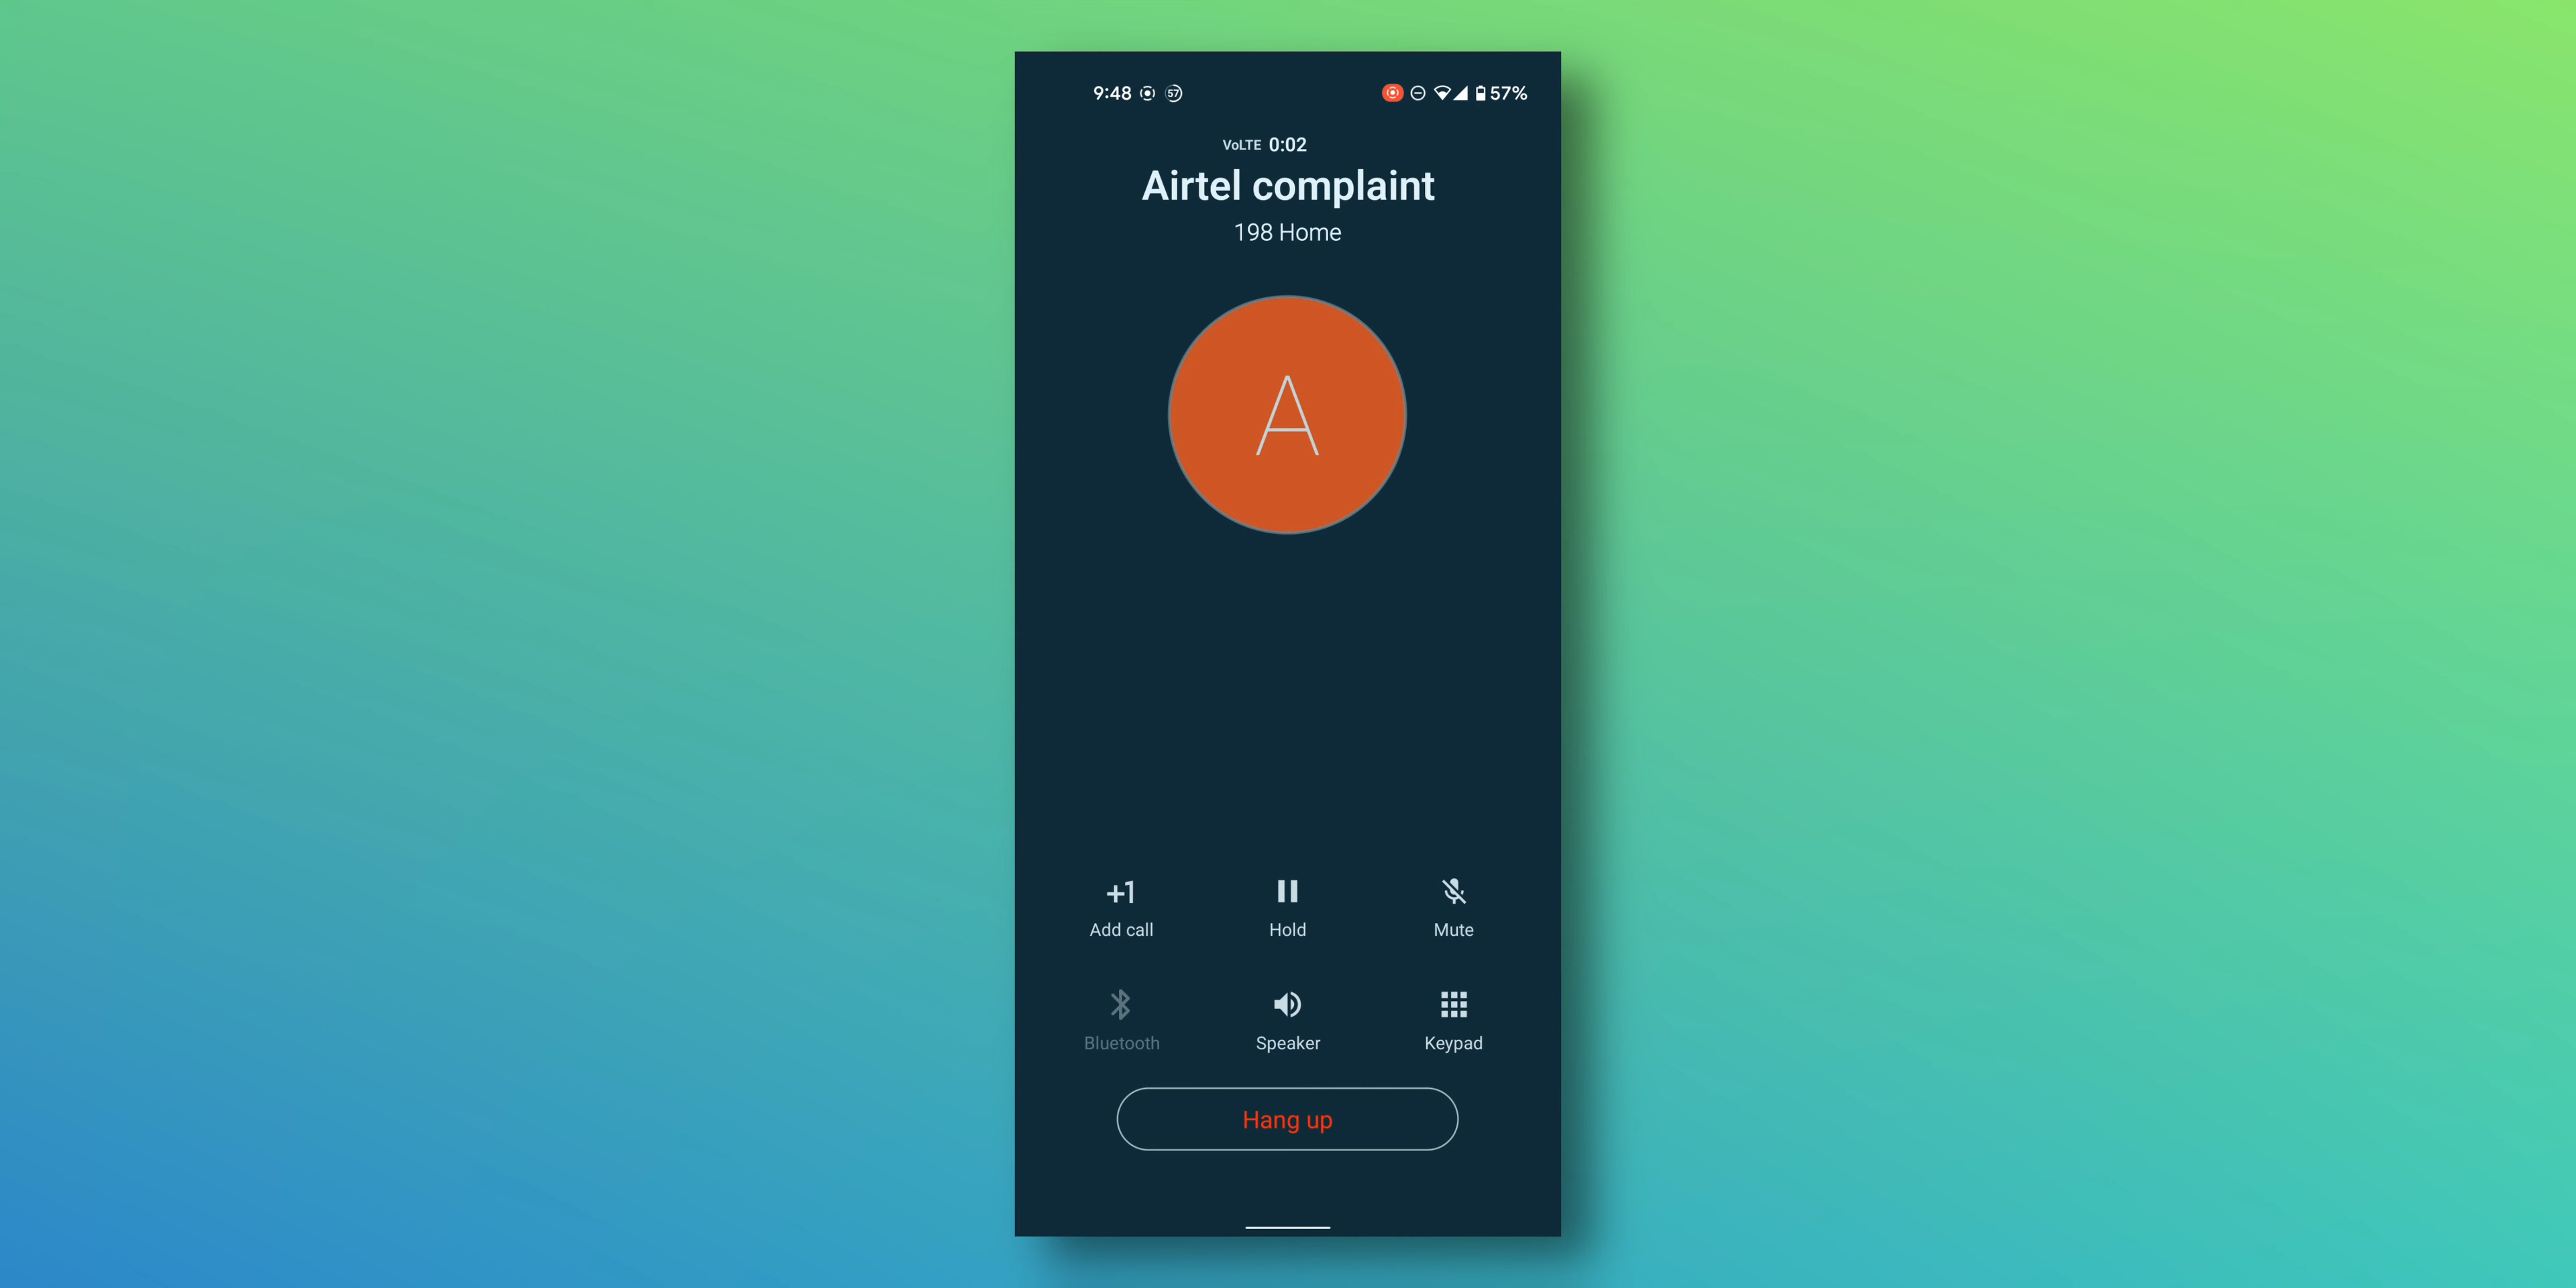 9:48 57 57%
VoLTE 0:02
Airtel complaint
198 Home
A
+1
Add call Hold Mute
Bluetooth Speaker Keypad
Hang up